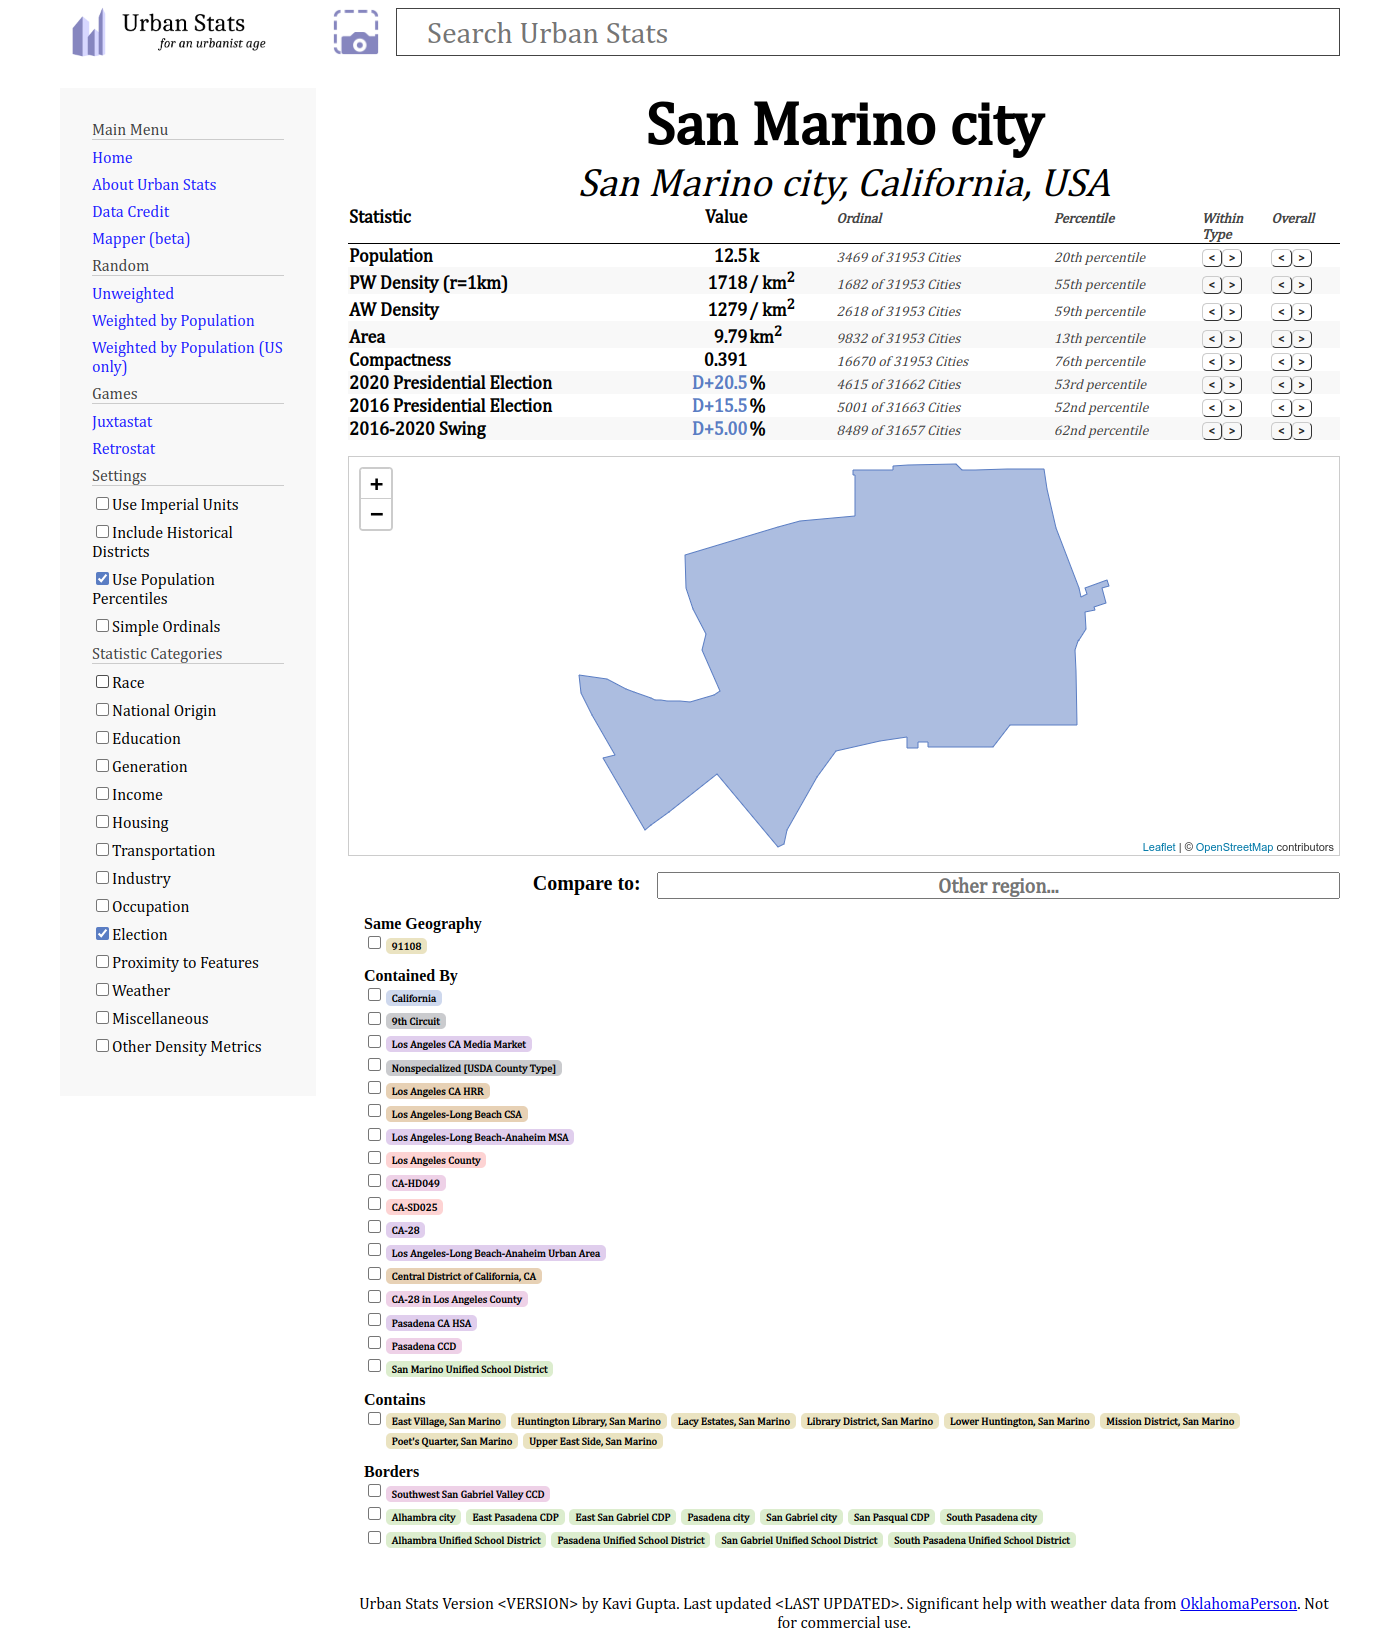 Urban Stats
for an urbanist age
Search Urban Stats
Main Menu
Home
About Urban Stats
Data Credit
Mapper (beta)
Random
Unweighted
Weighted by Population
Weighted by Population (US
only)
Games
Juxtastat
Retrostat
Settings
Use Imperial Units
Include Historical
Districts
Use Population
Percentiles
Simple Ordinals
Statistic Categories
Race
National Origin
Education
Generation
Income
Housing
Transportation
Industry
Occupation
Election
Proximity to Features
Weather
Miscellaneous
Other Density Metrics
San Marino city
San Marino city, California, USA
Statistic Value Ordinal Percentile Within Type Overall
Population 12.5 k 3469 of 31953 Cities 20th percentile < > < >
PW Density (r=1km) 1718 / km² 1682 of 31953 Cities 55th percentile < > < >
AW Density 1279 / km² 2618 of 31953 Cities 59th percentile < > < >
Area 9.79 km² 9832 of 31953 Cities 13th percentile < > < >
Compactness 0.391 16670 of 31953 Cities 76th percentile < > < >
2020 Presidential Election D+20.5 % 4615 of 31662 Cities 53rd percentile < > < >
2016 Presidential Election D+15.5 % 5001 of 31663 Cities 52nd percentile < > < >
2016-2020 Swing D+5.00 % 8489 of 31657 Cities 62nd percentile < > < >
+
−
Leaflet | © OpenStreetMap contributors
Compare to: Other region...
Same Geography
91108
Contained By
California
9th Circuit
Los Angeles CA Media Market
Nonspecialized [USDA County Type]
Los Angeles CA HRR
Los Angeles-Long Beach CSA
Los Angeles-Long Beach-Anaheim MSA
Los Angeles County
CA-HD049
CA-SD025
CA-28
Los Angeles-Long Beach-Anaheim Urban Area
Central District of California, CA
CA-28 in Los Angeles County
Pasadena CA HSA
Pasadena CCD
San Marino Unified School District
Contains
East Village, San Marino Huntington Library, San Marino Lacy Estates, San Marino Library District, San Marino Lower Huntington, San Marino Mission District, San Marino
Poet's Quarter, San Marino Upper East Side, San Marino
Borders
Southwest San Gabriel Valley CCD
Alhambra city East Pasadena CDP East San Gabriel CDP Pasadena city San Gabriel city San Pasqual CDP South Pasadena city
Alhambra Unified School District Pasadena Unified School District San Gabriel Unified School District South Pasadena Unified School District
Urban Stats Version <VERSION> by Kavi Gupta. Last updated <LAST UPDATED>. Significant help with weather data from OklahomaPerson. Not
for commercial use.